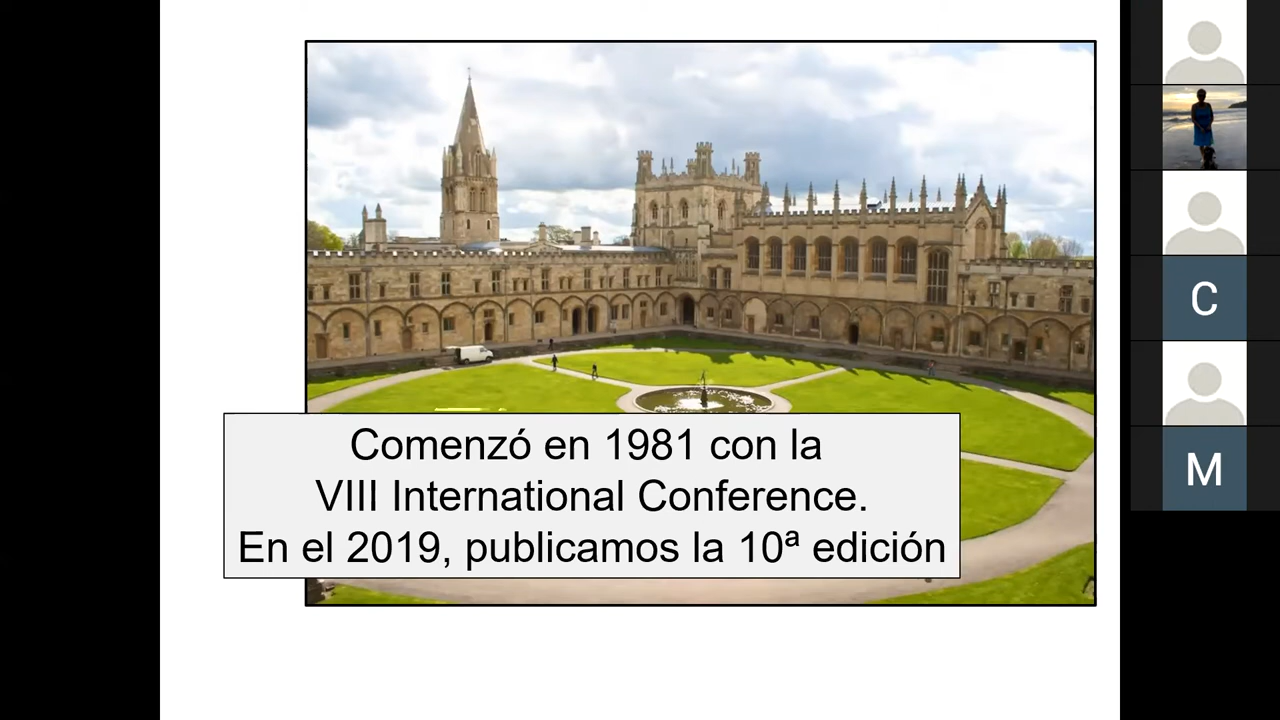 Comenzó en 1981 con la
VIII International Conference.
En el 2019, publicamos la 10ª edición
C
M